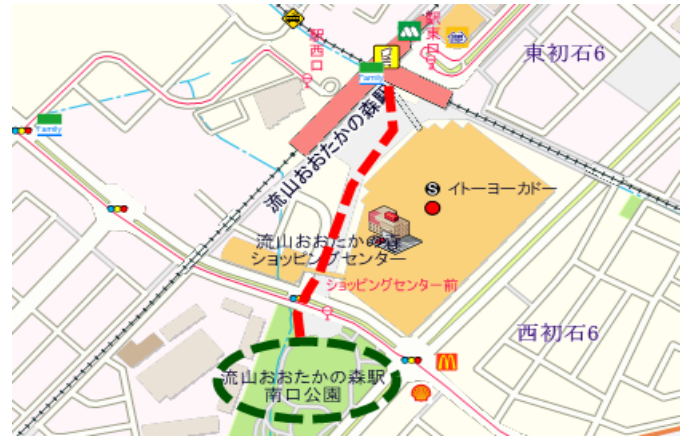 駅東口
駅西口
東初石6
Family
Family
流山おおたかの森駅
S イトーヨーカドー
流山おおたかの森
ショッピングセンター
ショッピングセンター前
西初石6
流山おおたかの森駅
南口公園